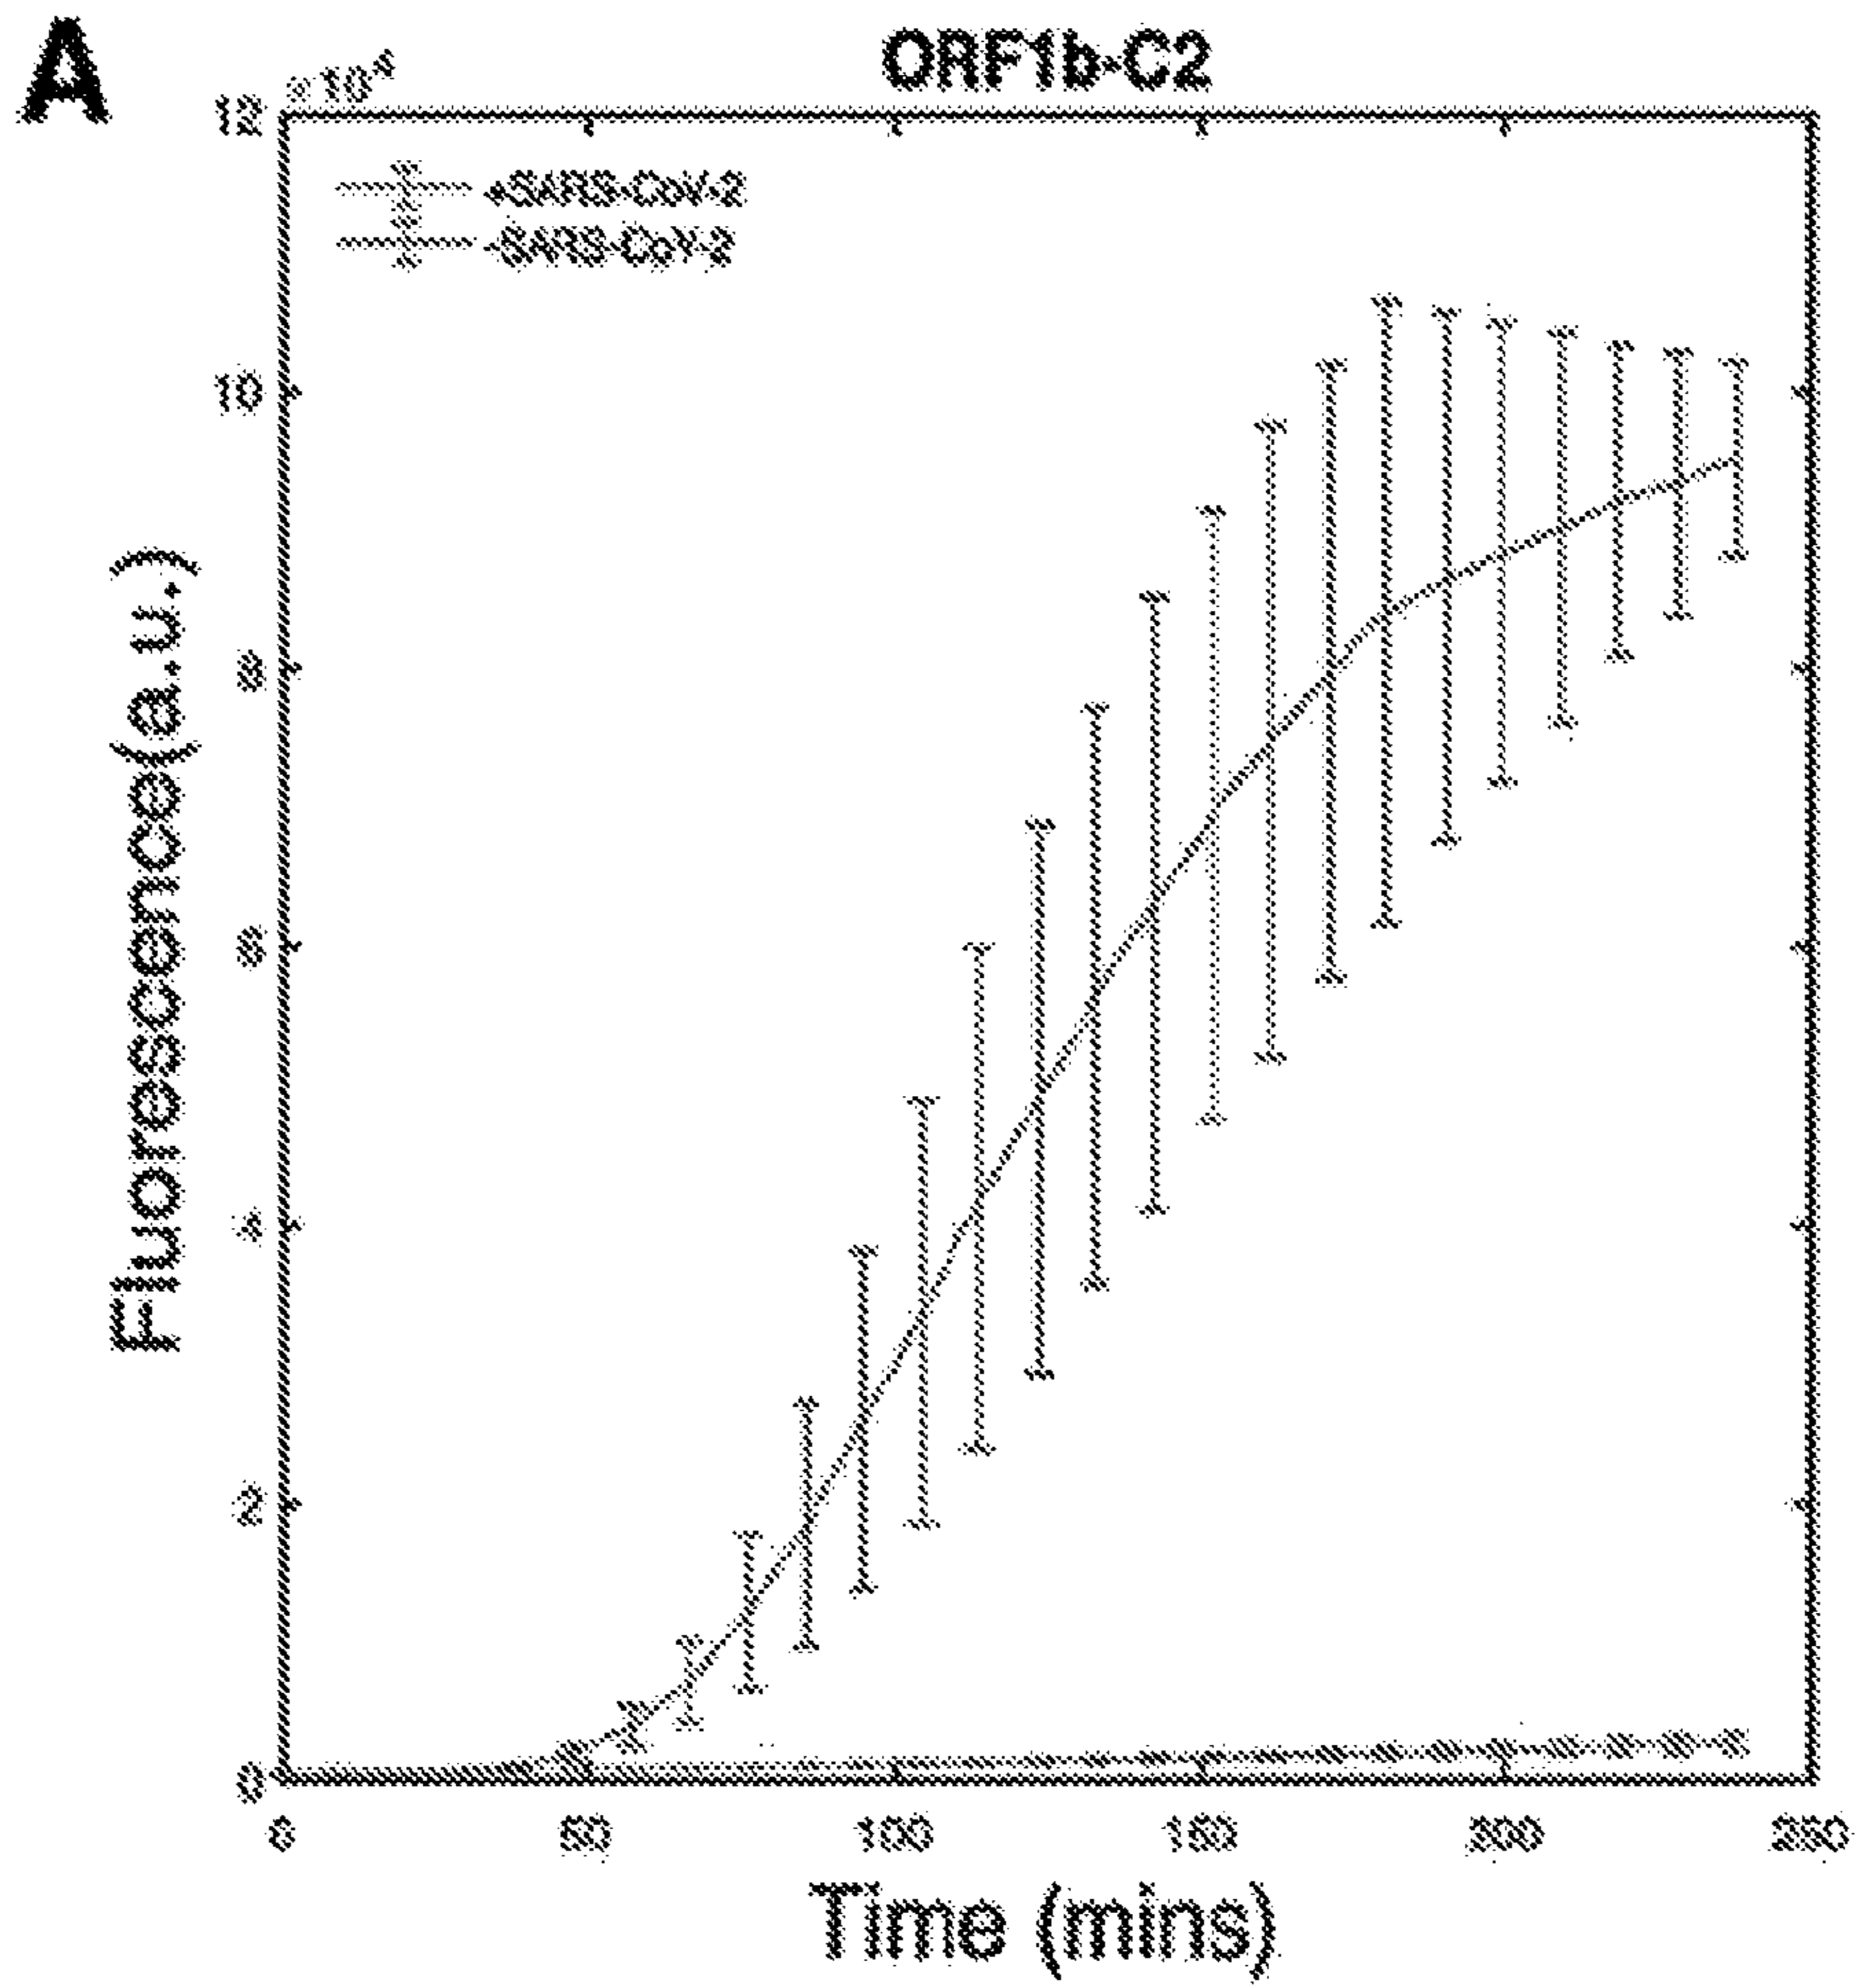 A
ORF1b-C2
×10⁴
12
+SARS-CoV-2
-SARS-CoV-2
10
8
6
4
2
0
Fluorescence(a.u.)
0 50 100 150 200 250
Time (mins)